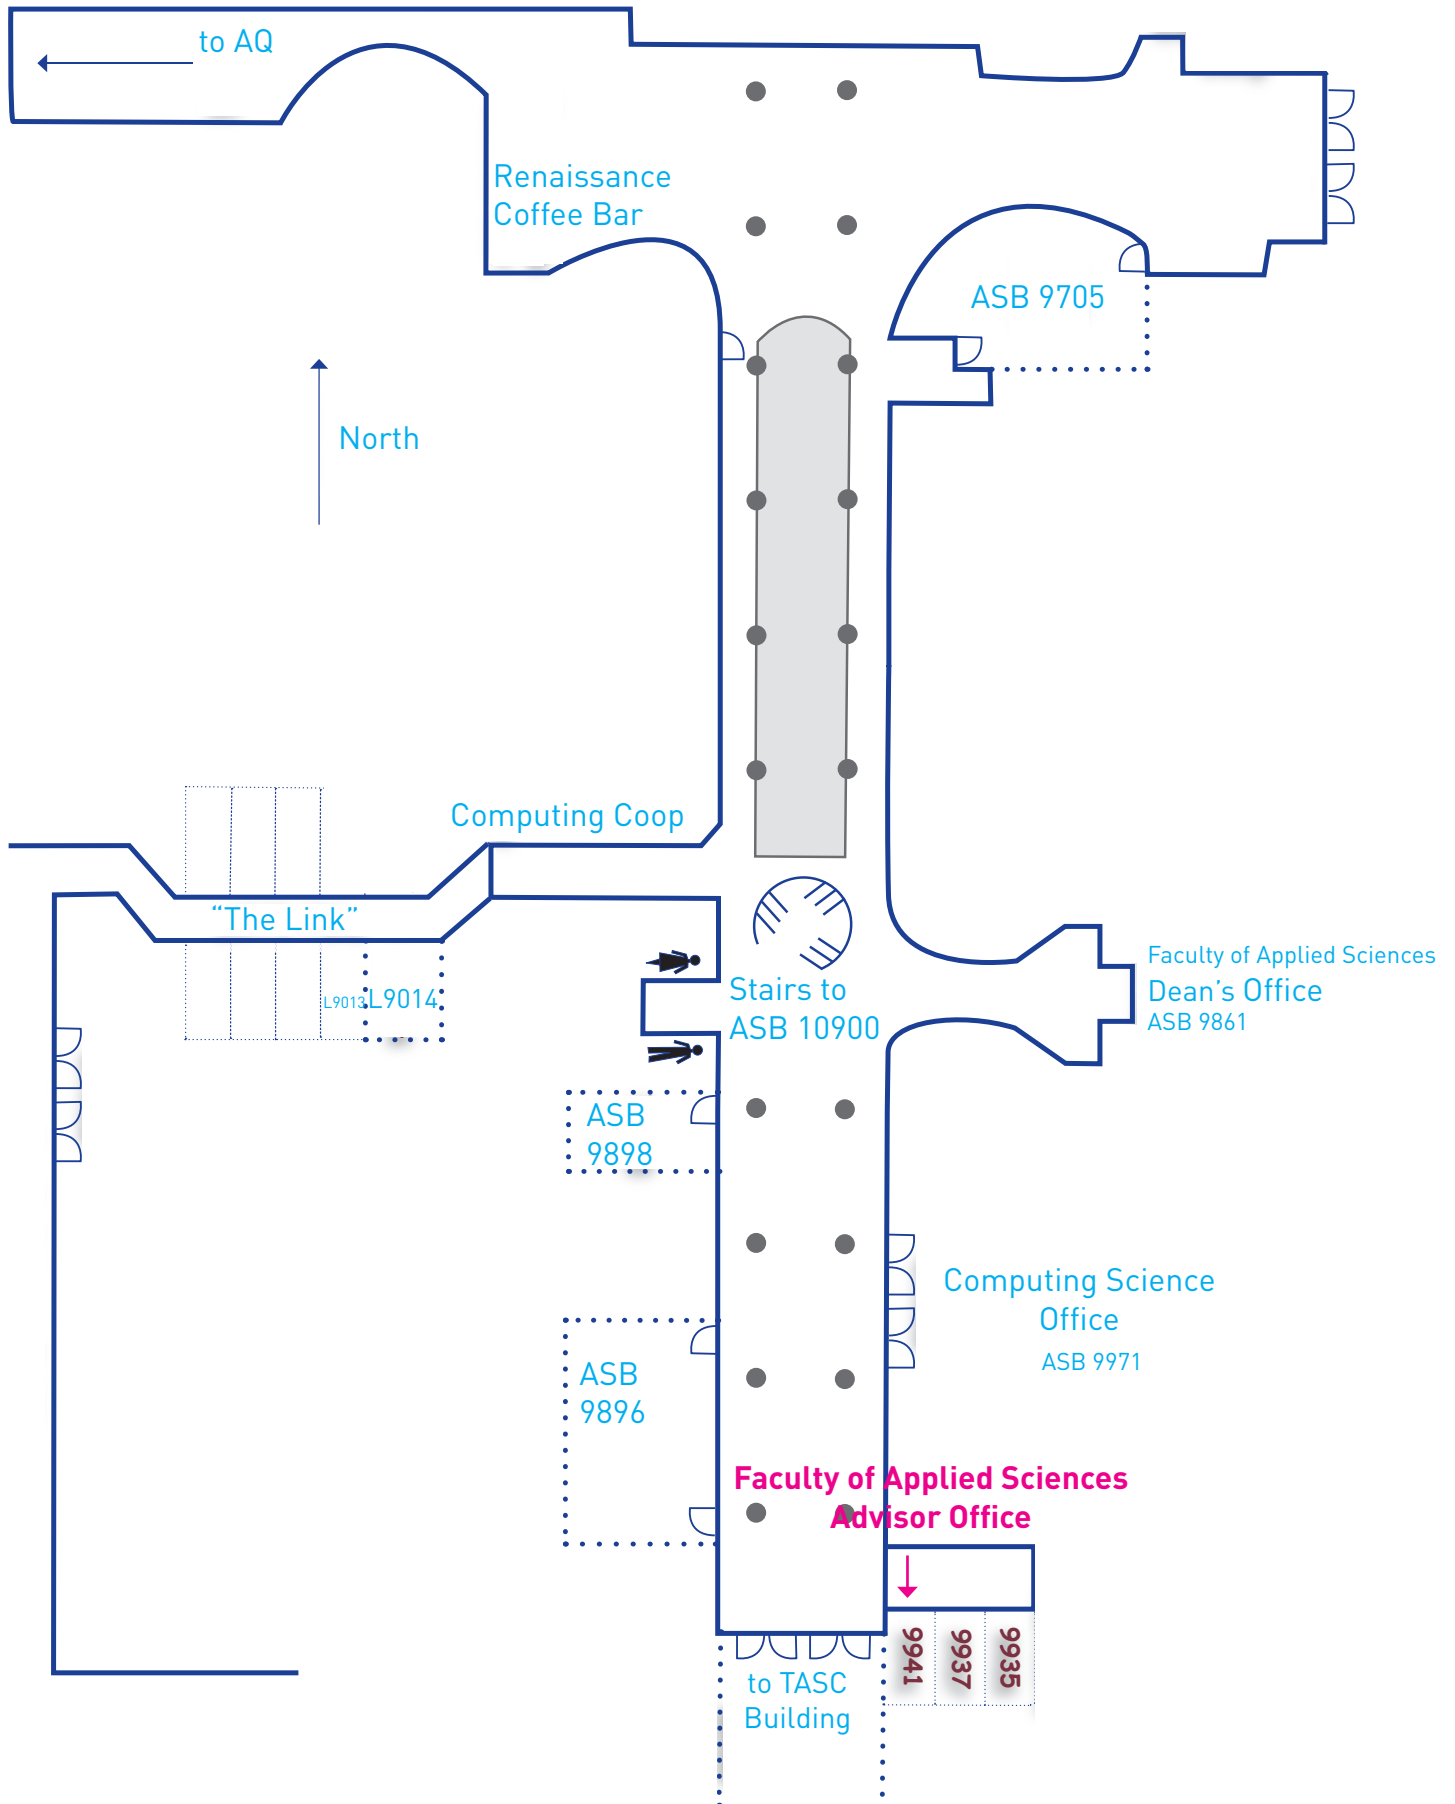 to AQ
Renaissance
Coffee Bar
ASB 9705
North
Computing Coop
“The Link”
L9013
L9014
Stairs to
ASB 10900
Faculty of Applied Sciences
Dean’s Office
ASB 9861
ASB
9898
Computing Science
Office
ASB 9971
ASB
9896
Faculty of Applied Sciences
Advisor Office
9941
9937
9935
to TASC
Building